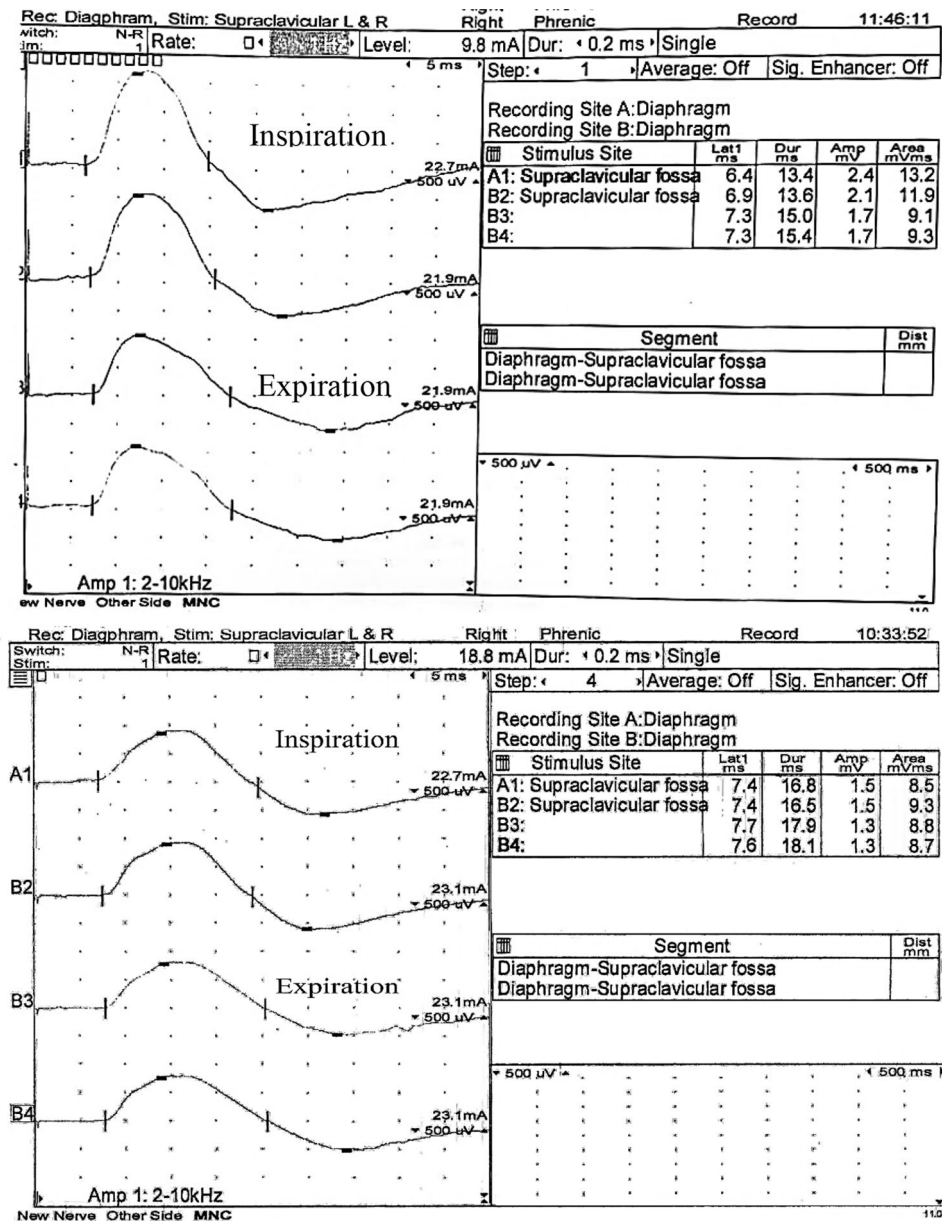 Rec: Diagphram, Stim: Supraclavicular L & R Right Phrenic Record 11:46:11
N-R
1 Rate: Level: 9.8 mA Dur: 0.2 ms Single
5 ms Step: 1 Average: Off Sig. Enhancer: Off
Recording Site A:Diaphragm
Recording Site B:Diaphragm
Stimulus Site Lat1 ms Dur ms Amp mV Area mVms
A1: Supraclavicular fossa 6.4 13.4 2.4 13.2
B2: Supraclavicular fossa 6.9 13.6 2.1 11.9
B3: 7.3 15.0 1.7 9.1
B4: 7.3 15.4 1.7 9.3
Inspiration
22.7mA
500 uV
21.9mA
500 uV
Segment Dist mm
Diaphragm-Supraclavicular fossa
Diaphragm-Supraclavicular fossa
Expiration
21.9mA
500 uV
500 uV 500 ms
21.9mA
500 uV
Amp 1: 2-10kHz
ew Nerve Other Side MNC
Rec: Diagphram, Stim: Supraclavicular L & R Right Phrenic Record 10:33:52
Switch: N-R
Stim: 1 Rate: Level: 18.8 mA Dur: 0.2 ms Single
5 ms Step: 4 Average: Off Sig. Enhancer: Off
Recording Site A:Diaphragm
Recording Site B:Diaphragm
Stimulus Site Lat1 ms Dur ms Amp mV Area mVms
A1: Supraclavicular fossa 7.4 16.8 1.5 8.5
B2: Supraclavicular fossa 7.4 16.5 1.5 9.3
B3: 7.7 17.9 1.3 8.8
B4: 7.6 18.1 1.3 8.7
Inspiration
A1
22.7mA
500 uV
B2
23.1mA
500 uV
Segment Dist mm
Diaphragm-Supraclavicular fossa
Diaphragm-Supraclavicular fossa
Expiration
B3
23.1mA
500 uV
500 uV 500 ms
B4
23.1mA
500 uV
Amp 1: 2-10kHz
New Nerve Other Side MNC